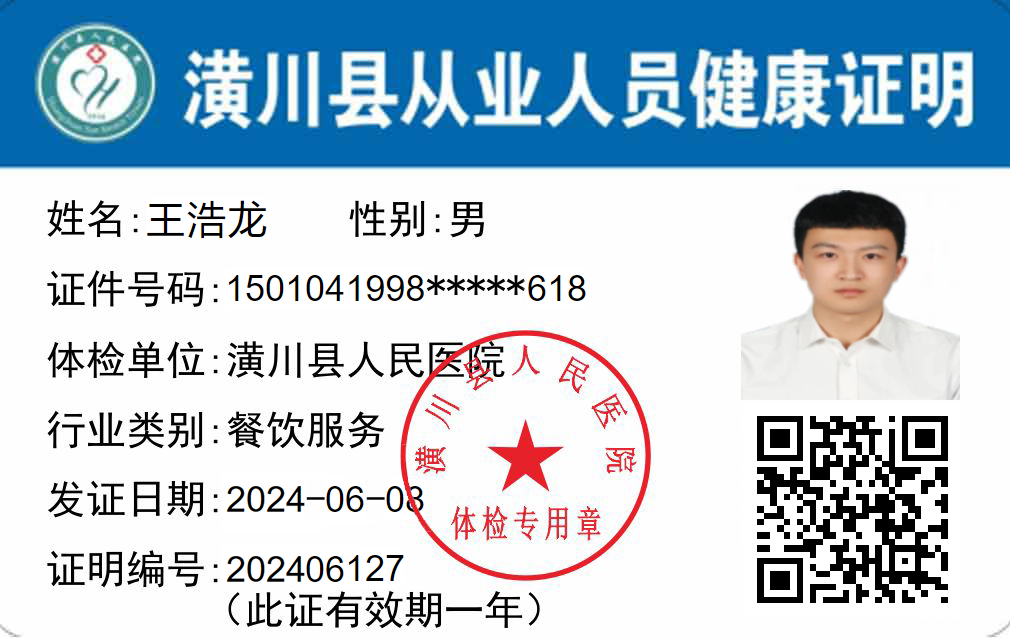 潢川县从业人员健康证明
姓名:王浩龙 性别:男
证件号码:1501041998*****618
体检单位:潢川县人民医院
行业类别:餐饮服务
发证日期:2024-06-03
证明编号:202406127
(此证有效期一年)
潢川县人民医院
体检专用章